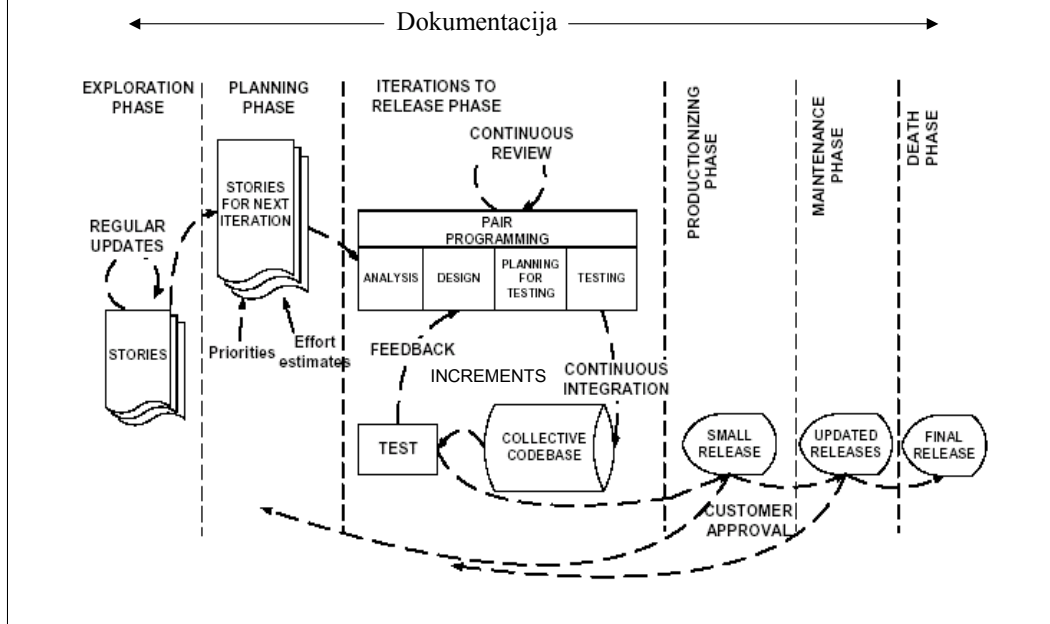 Dokumentacija
EXPLORATION
PHASE
PLANNING
PHASE
ITERATIONS TO
RELEASE PHASE
PRODUCTIONIZING
PHASE
MAINTENANCE
PHASE
DEATH
PHASE
CONTINUOUS
REVIEW
STORIES
FOR NEXT
ITERATION
REGULAR
UPDATES
PAIR
PROGRAMMING
ANALYSIS
DESIGN
PLANNING
FOR
TESTING
TESTING
STORIES
Priorities
Effort
estimates
FEEDBACK
INCREMENTS
CONTINUOUS
INTEGRATION
TEST
COLLECTIVE
CODEBASE
SMALL
RELEASE
UPDATED
RELEASES
FINAL
RELEASE
CUSTOMER
APPROVAL